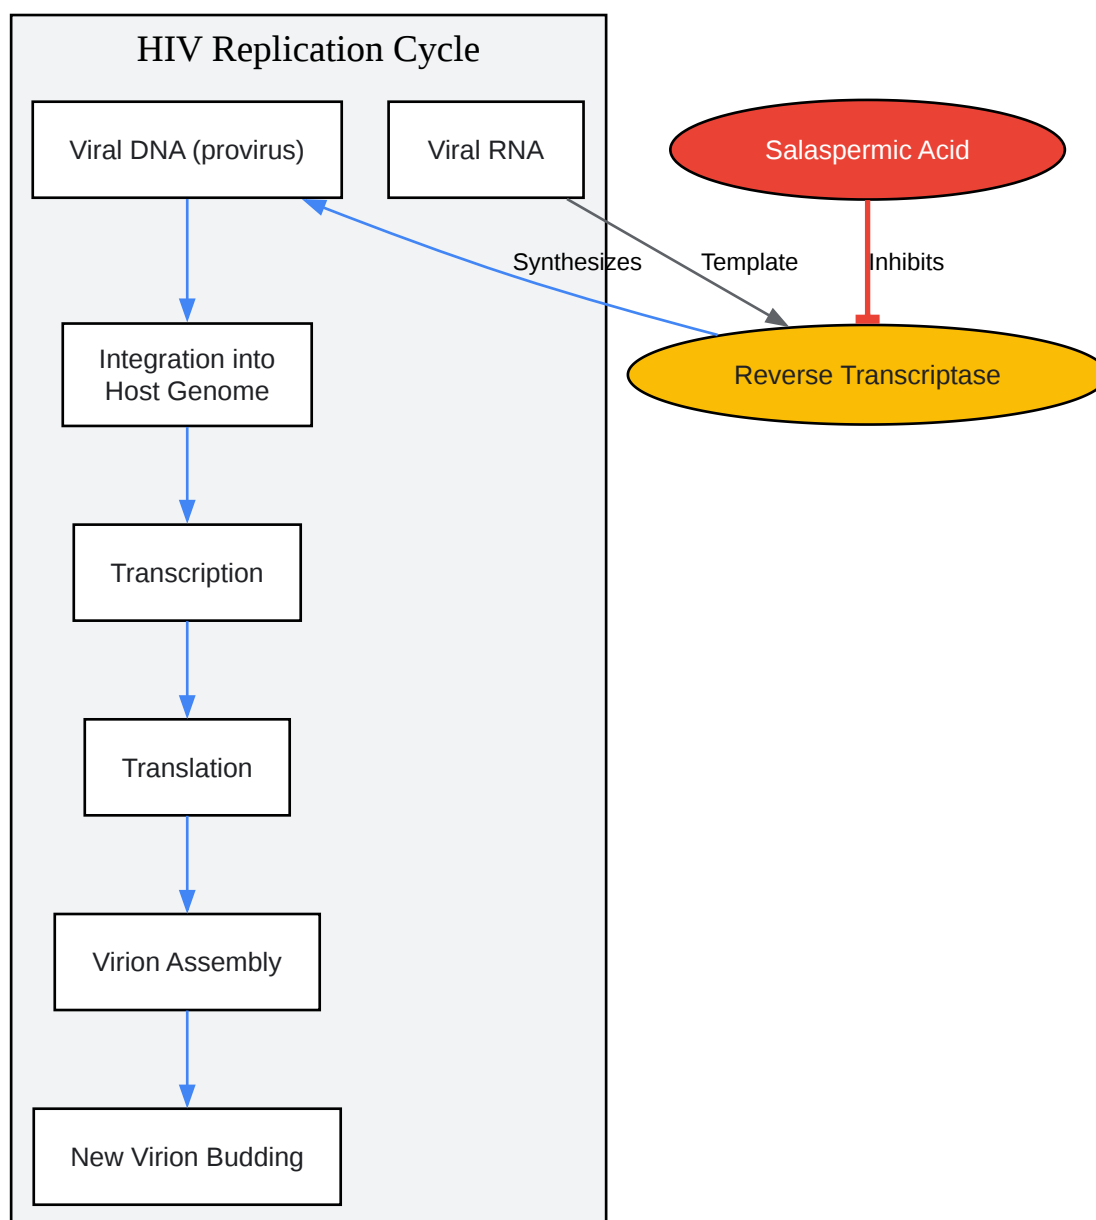 HIV Replication Cycle
Viral DNA (provirus)
Viral RNA
Salaspermic Acid
Synthesizes
Template
Inhibits
Integration into
Host Genome
Reverse Transcriptase
Transcription
Translation
Virion Assembly
New Virion Budding